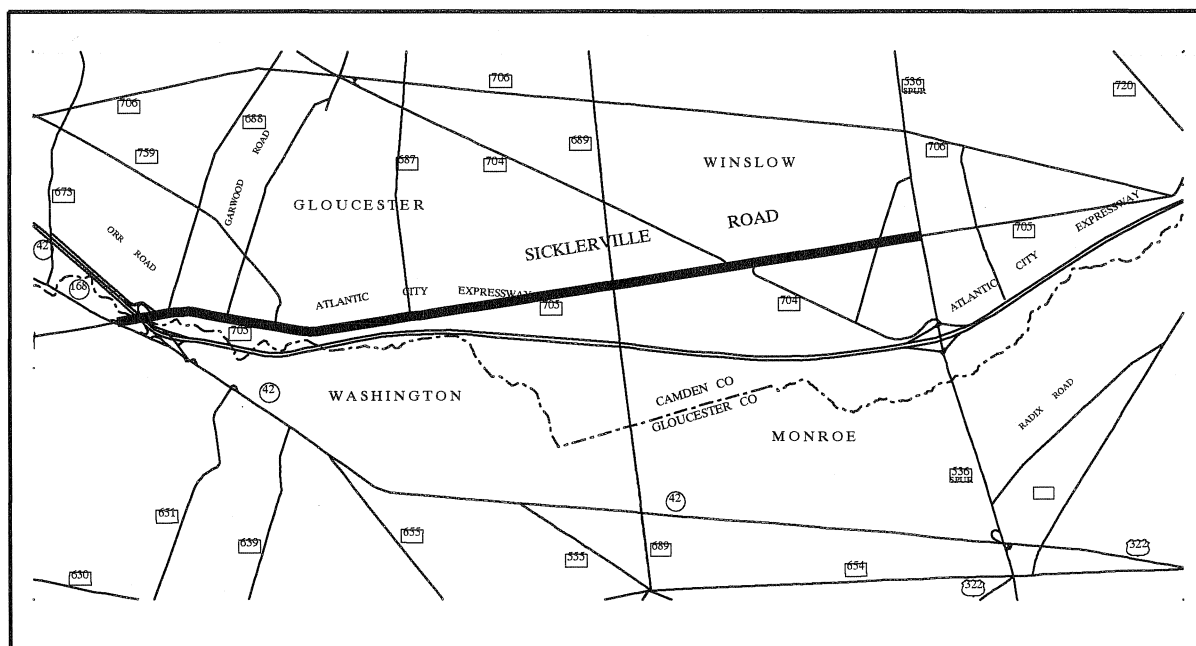 706
536
SPUR
720
706
688
ROAD
689
706
759
687
704
WINSLOW
673
GARWOOD
GLOUCESTER
ROAD
EXPRESSWAY
ORR
ROAD
SICKLERVILLE
705
42
CITY
168
ATLANTIC CITY EXPRESSWAY
705
704
ATLANTIC
705
42
WASHINGTON
CAMDEN CO
GLOUCESTER CO
RADIX ROAD
MONROE
536
SPUR
42
651
639
655
555
689
322
630
654
322